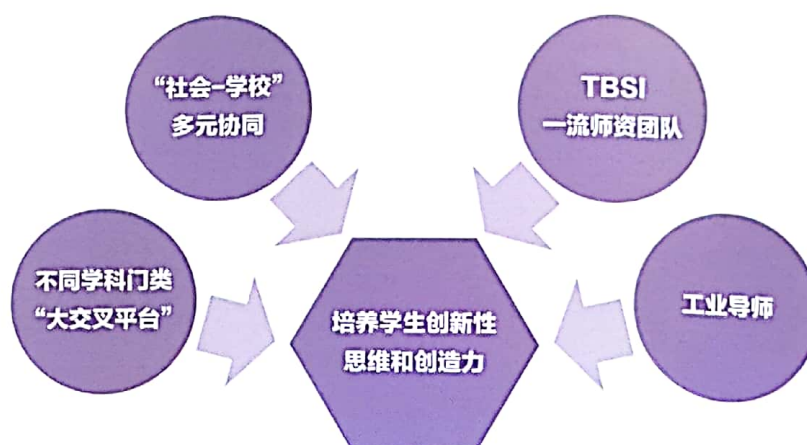 “社会-学校”
多元协同
TBSI
一流师资团队
不同学科门类
“大交叉平台”
培养学生创新性
思维和创造力
工业导师